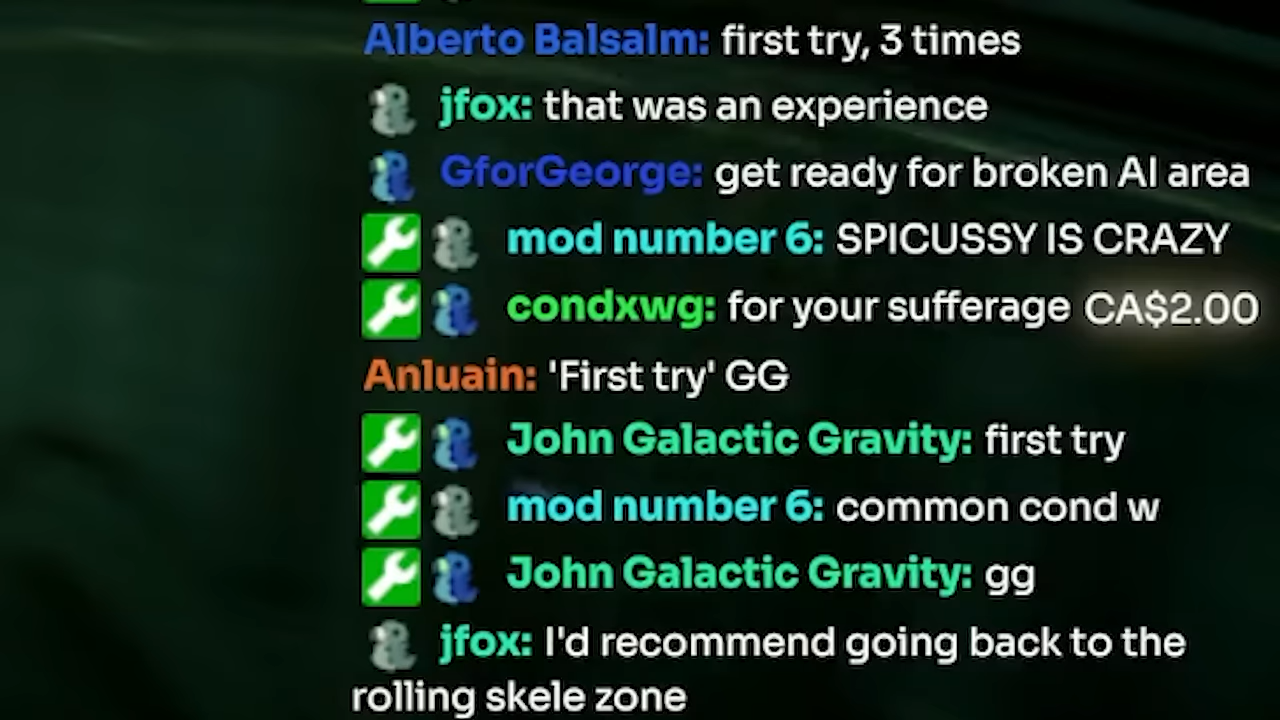 Alberto Balsalm: first try, 3 times
jfox: that was an experience
GforGeorge: get ready for broken AI area
mod number 6: SPICUSSY IS CRAZY
condxwg: for your sufferage CA$2.00
Anluain: 'First try' GG
John Galactic Gravity: first try
mod number 6: common cond w
John Galactic Gravity: gg
jfox: I'd recommend going back to the
rolling skele zone